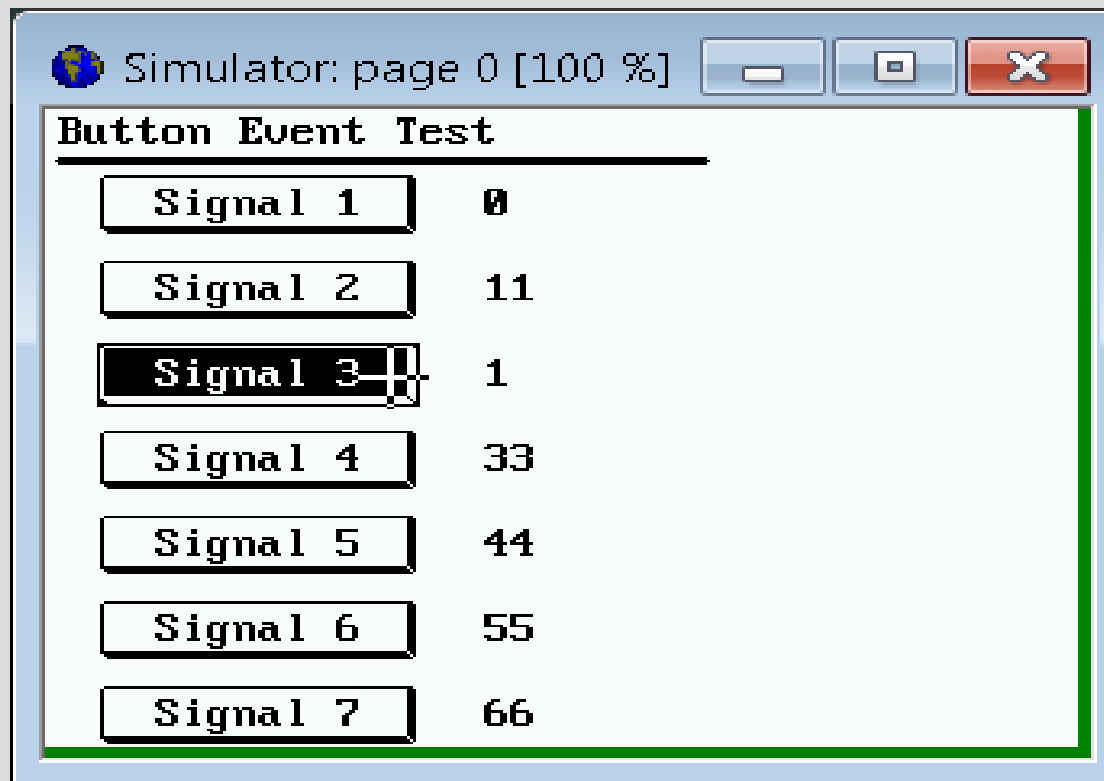 Simulator: page 0 [100 %]
Button Event Test
Signal 1 0
Signal 2 11
Signal 3 1
Signal 4 33
Signal 5 44
Signal 6 55
Signal 7 66